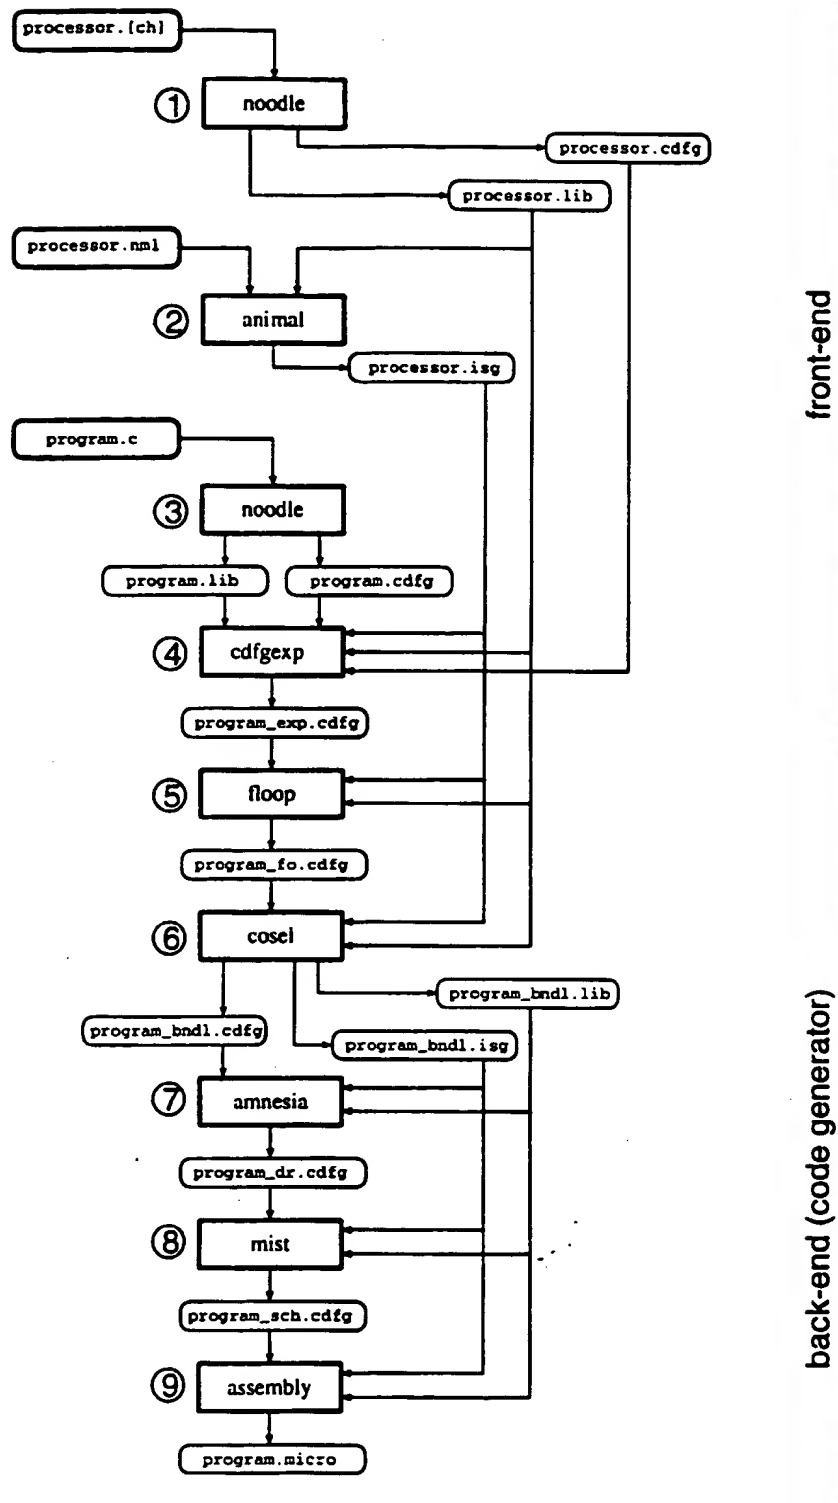 processor.[ch]
① noodle
processor.cdfg
processor.lib
processor.nml
② animal
processor.isg
program.c
③ noodle
program.lib
program.cdfg
④ cdfgexp
program_exp.cdfg
⑤ floop
program_fo.cdfg
⑥ cosel
program_bndl.lib
program_bndl.cdfg
program_bndl.isg
⑦ amnesia
program_dr.cdfg
⑧ mist
program_sch.cdfg
⑨ assembly
program.micro
front-end
back-end (code generator)